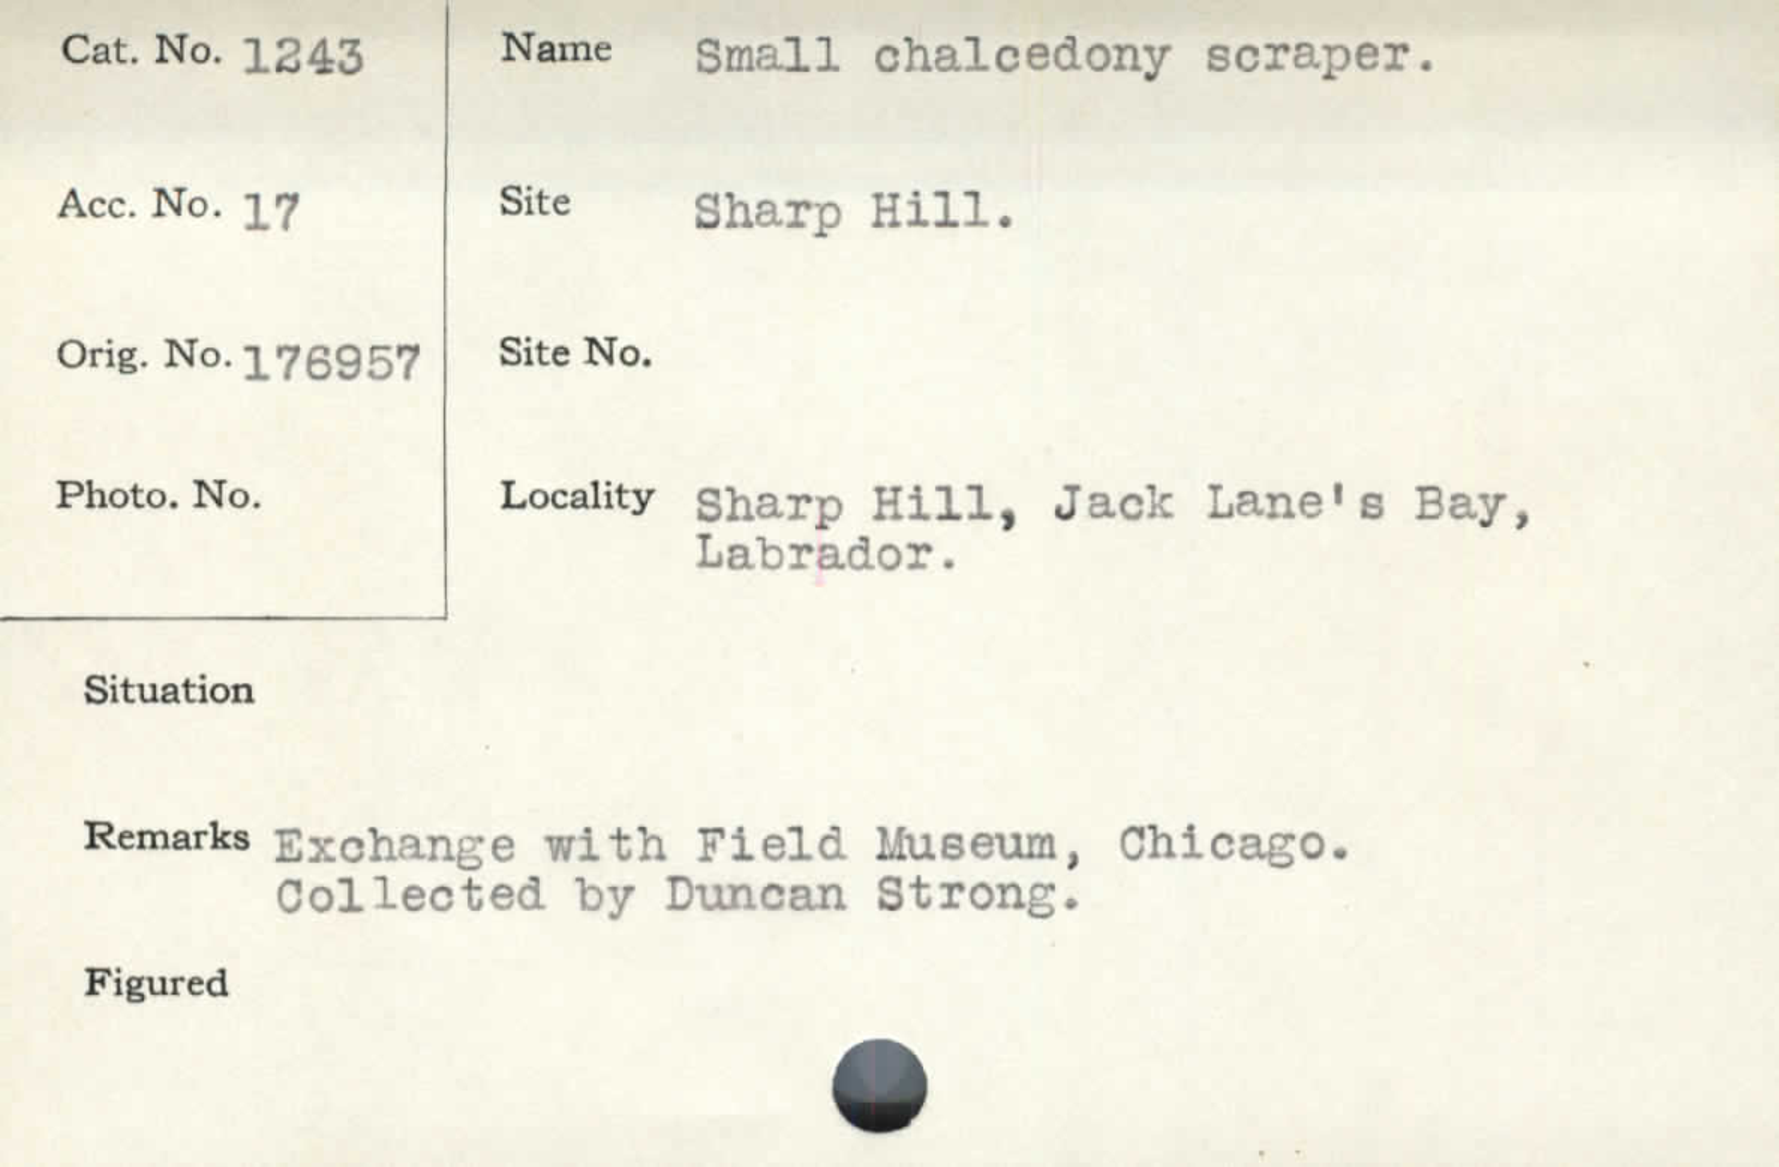 Cat. No. 1243
Name Small chalcedony scraper.
Acc. No. 17
Site Sharp Hill.
Orig. No. 176957
Site No.
Photo. No.
Locality Sharp Hill, Jack Lane's Bay,
Labrador.
Situation
Remarks Exchange with Field Museum, Chicago.
Collected by Duncan Strong.
Figured